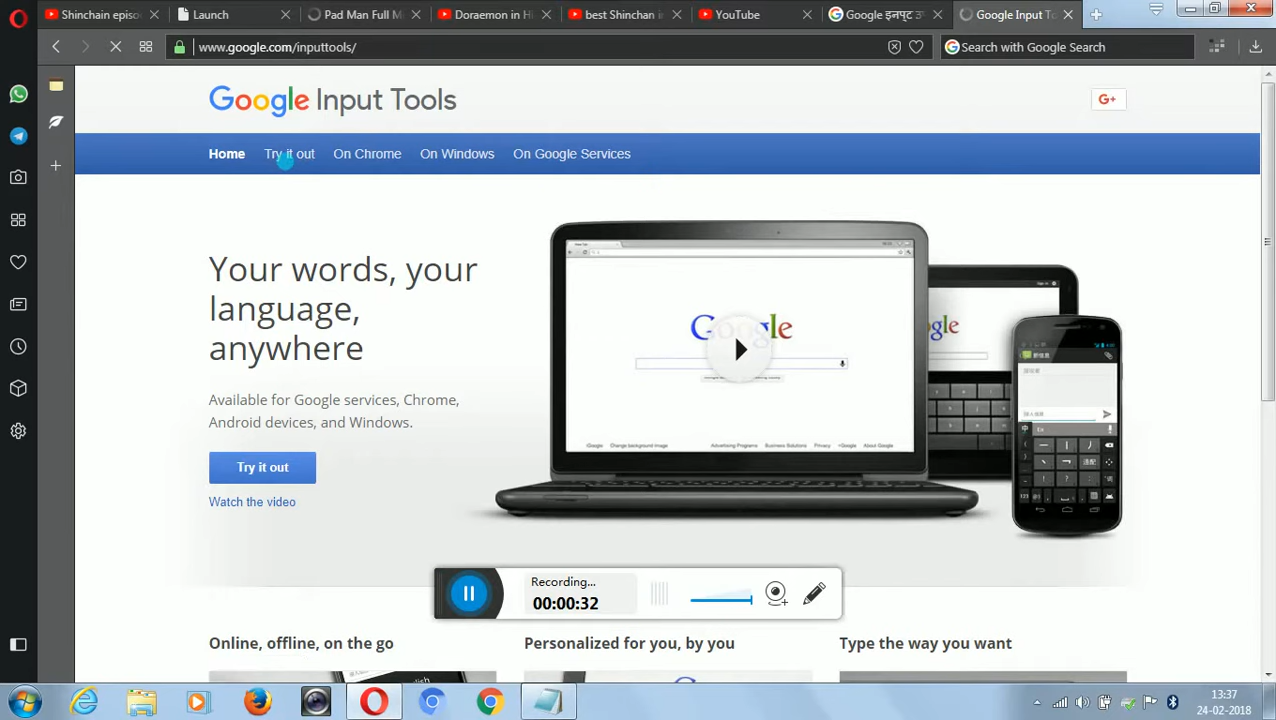 Shinchain episo
Launch
Pad Man Full M
Doraemon in Hi
best Shinchan in
YouTube
Google इनपुट उ
Google Input To
www.google.com/inputtools/
Search with Google Search
Google Input Tools
G+
Home
Try it out
On Chrome
On Windows
On Google Services
Your words, your
language,
anywhere
Available for Google services, Chrome,
Android devices, and Windows.
Try it out
Watch the video
Google
Recording...
00:00:32
Online, offline, on the go
Personalized for you, by you
Type the way you want
13:37
24-02-2018